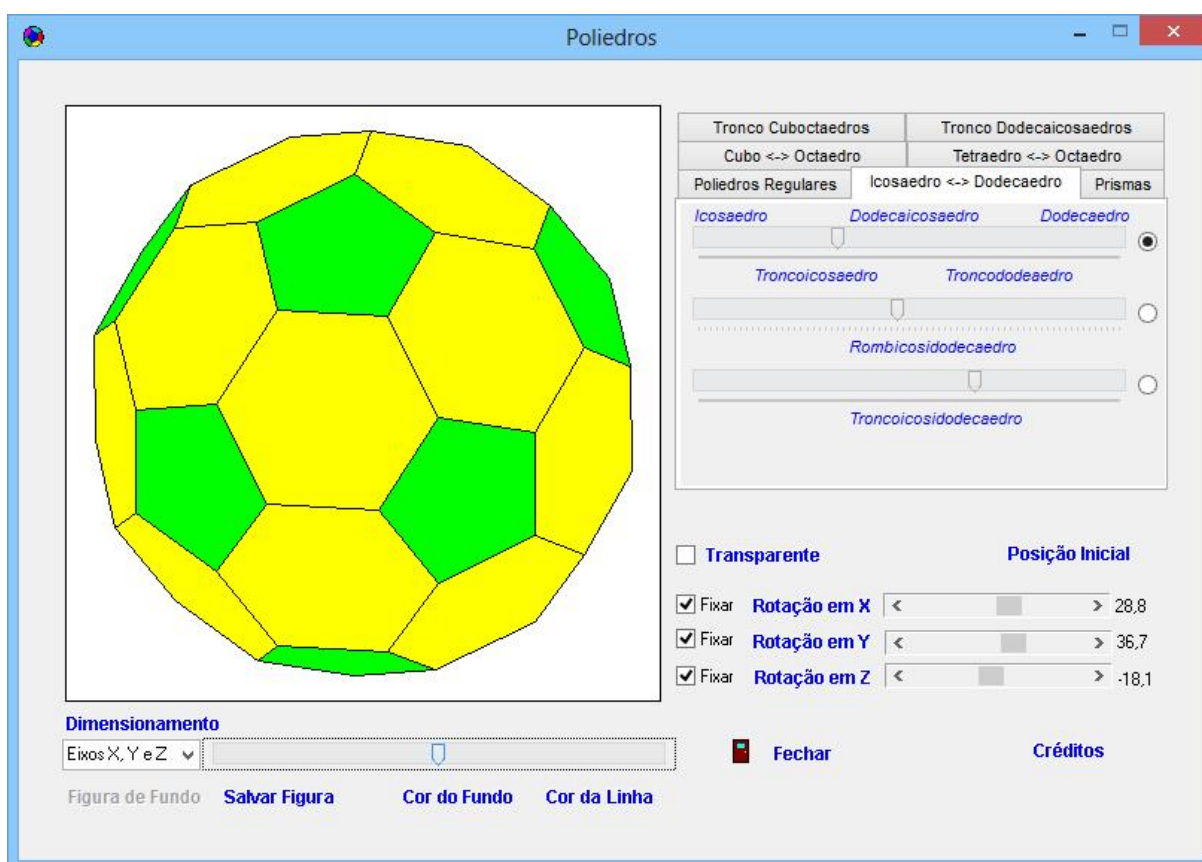 Poliedros
Tronco Cuboctaedros Tronco Dodecaicosaedros
Cubo <-> Octaedro Tetraedro <-> Octaedro
Poliedros Regulares Icosaedro <-> Dodecaedro Prismas
Icosaedro Dodecaicosaedro Dodecaedro
Troncoicosaedro Troncododeaedro
Rombicosidodecaedro
Troncoicosidodecaedro
Transparente Posição Inicial
Fixar Rotação em X 28,8
Fixar Rotação em Y 36,7
Fixar Rotação em Z -18,1
Dimensionamento
Eixos X, Y e Z
Fechar Créditos
Figura de Fundo Salvar Figura Cor do Fundo Cor da Linha